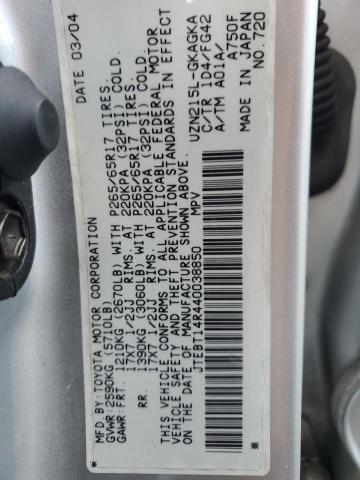 MFD.BY:TOYOTA MOTOR CORPORATION DATE 03/04
GVWR:2590KG (5710LB)
GAWR:FRT. 1210KG (2670LB), WITH P265/65R17 TIRES.
17X7 1/2JJ RIMS. AT 220KPA (32PSI) COLD.
RR. 1390KG (3060LB), WITH P265/65R17 TIRES.
17X7 1/2JJ RIMS. AT 220KPA (32PSI) COLD.
THIS VEHICLE CONFORMS TO ALL APPLICABLE FEDERAL MOTOR
VEHICLE SAFETY AND THEFT PREVENTION STANDARDS IN EFFECT
ON THE DATE OF MANUFACTURE SHOWN ABOVE.
* JTEBT14R440038850 MPV *
UZN215L-GKAGKA
C/TR 1D4/FG42
A/TM A01A/ A750F
MADE IN JAPAN
NO.720